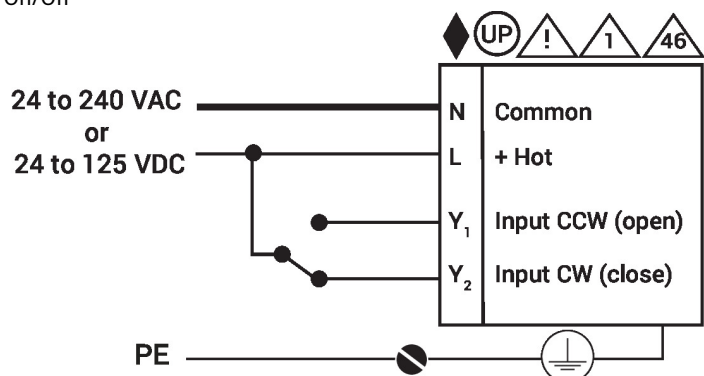 On/Off
UP ! 1 46
24 to 240 VAC
or
24 to 125 VDC
N Common
L + Hot
Y₁ Input CCW (open)
Y₂ Input CW (close)
PE